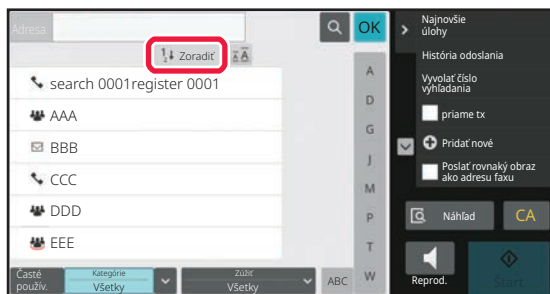 Adresa
OK
Zoradiť
search 0001register 0001
AAA
BBB
CCC
DDD
EEE
A
D
G
J
M
P
T
W
Časté
použív.
Kategórie
Všetky
Zúžiť
Všetky
ABC
Najnovšie
úlohy
História odoslania
Vyvolať číslo
vyhľadania
priame tx
Pridať nové
Poslať rovnaký obraz
ako adresu faxu
Náhľad
CA
Reprod.
Start